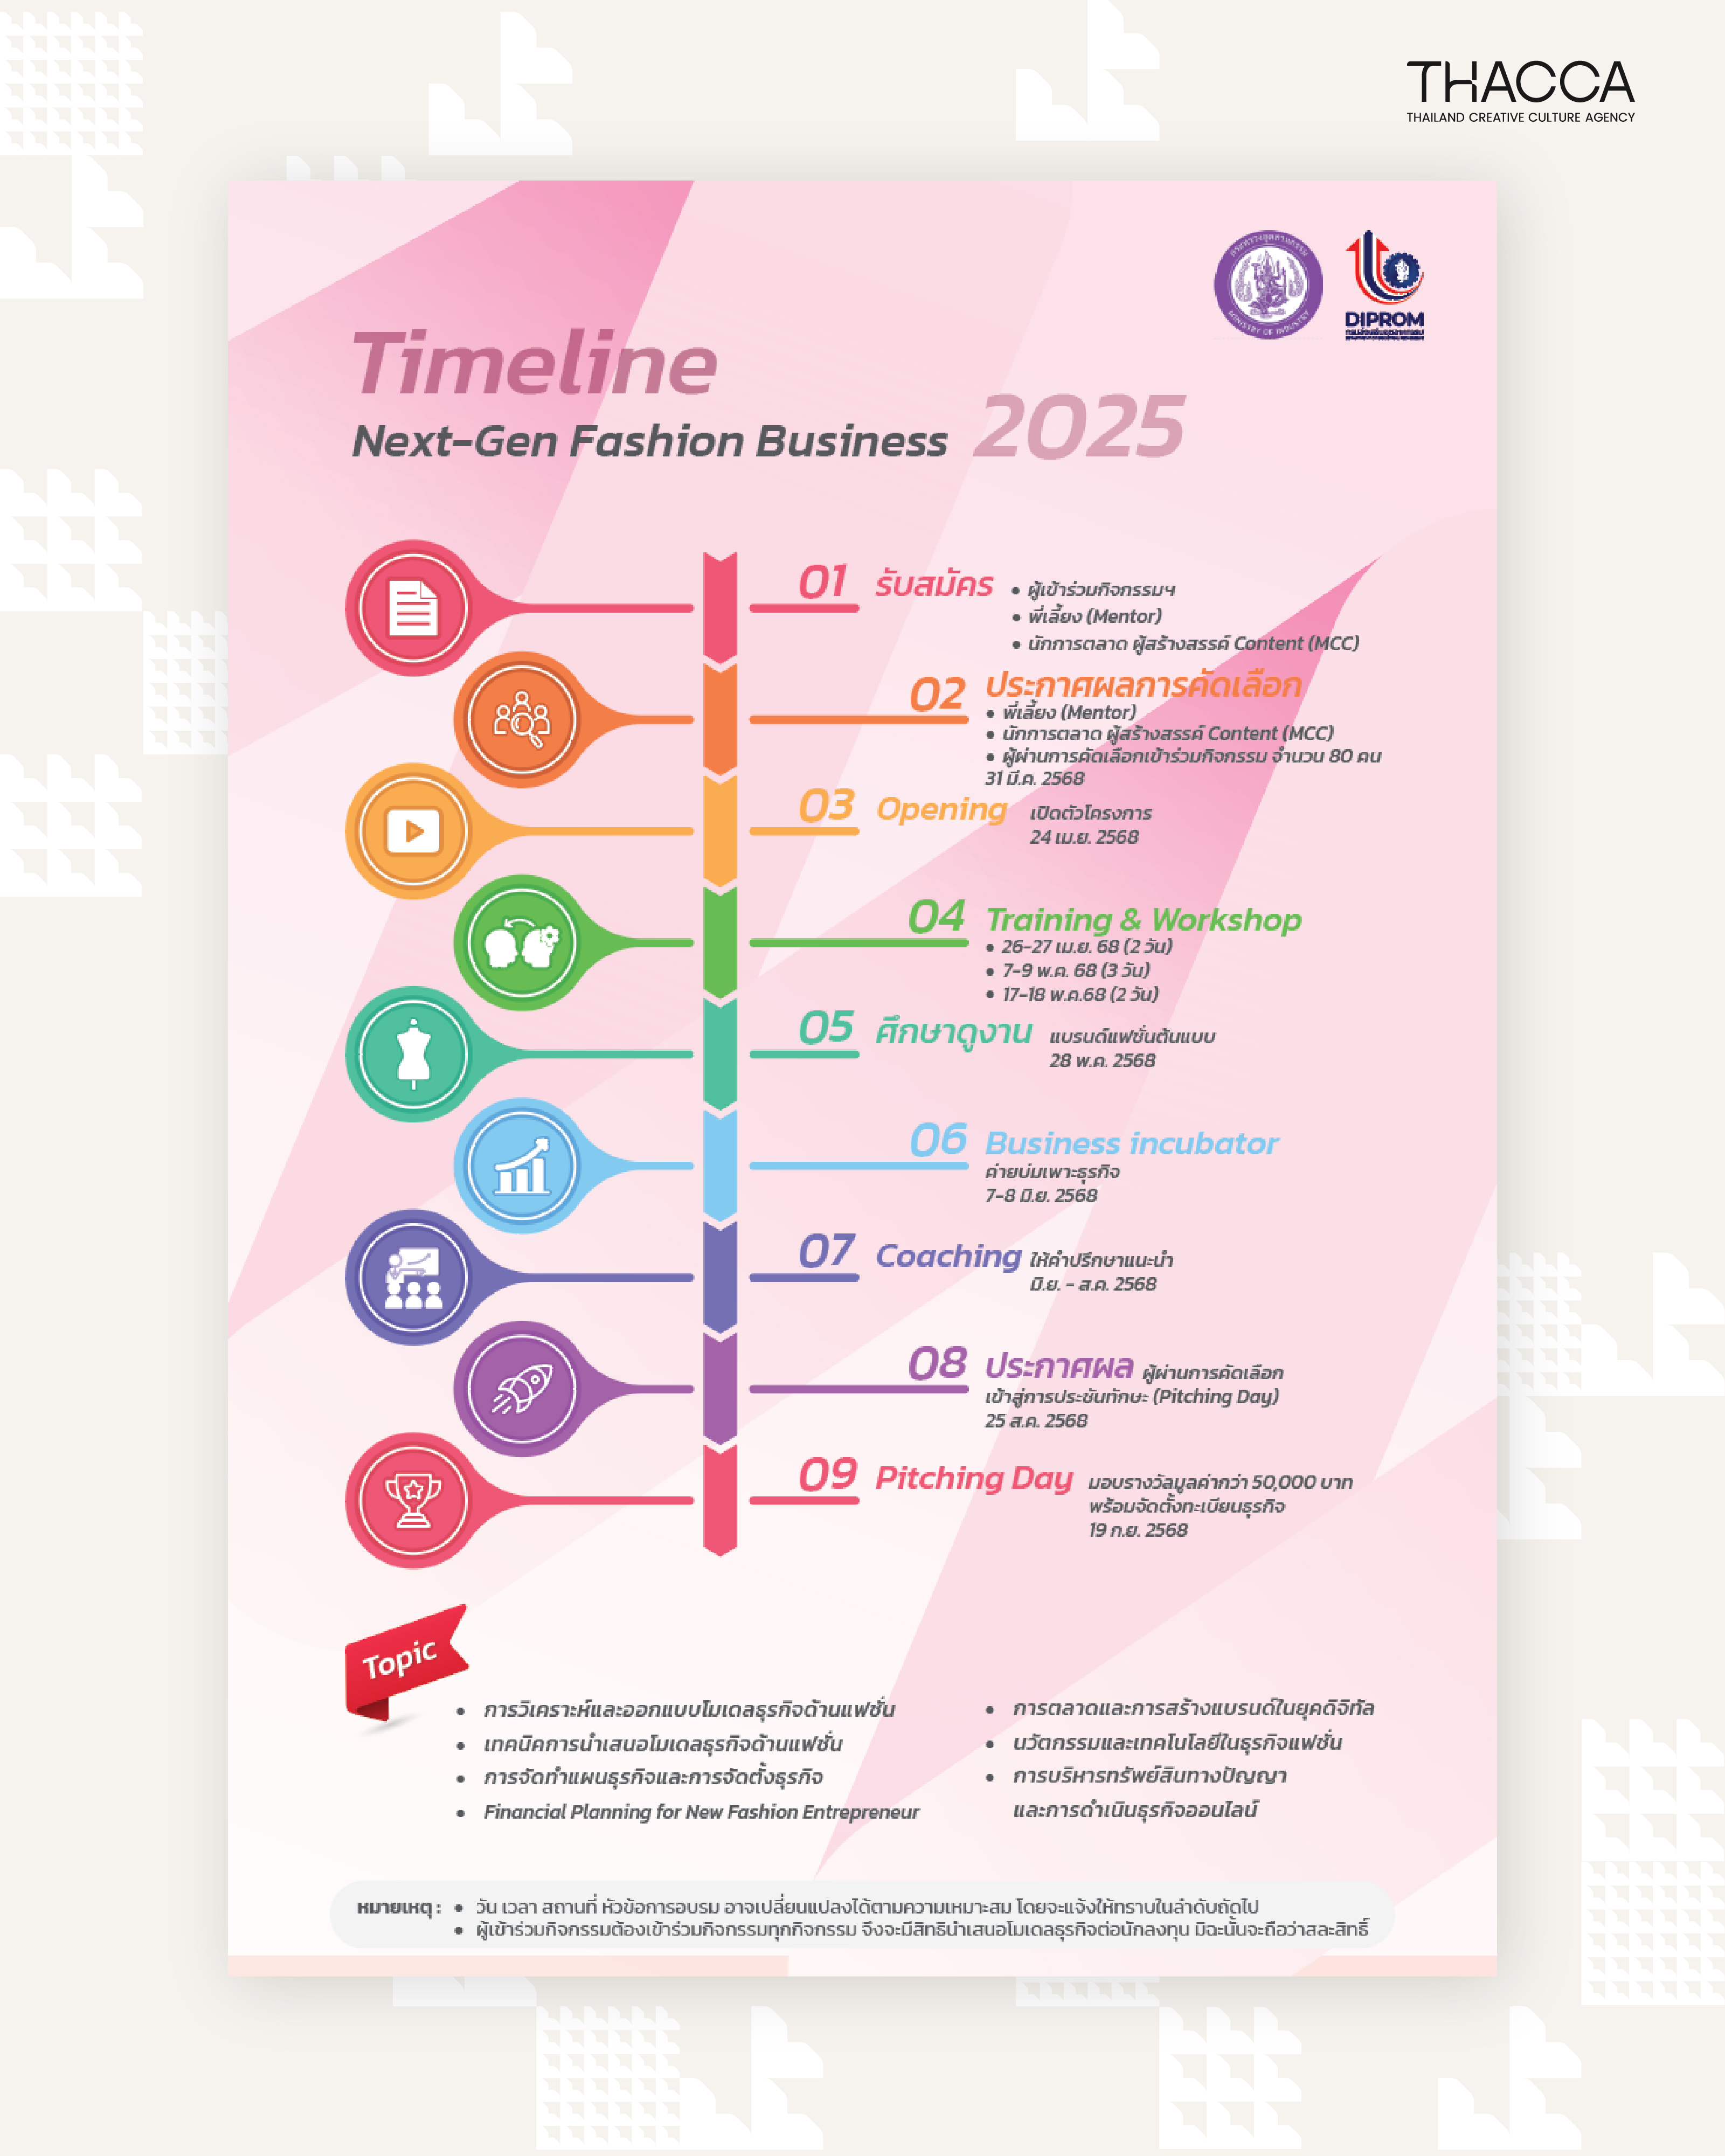 THACCA
THAILAND CREATIVE CULTURE AGENCY
กระทรวงอุตสาหกรรม
MINISTRY OF INDUSTRY
DIPROM
Timeline
Next-Gen Fashion Business 2025
01 รับสมัคร
• ผู้เข้าร่วมกิจกรรมฯ
• พี่เลี้ยง (Mentor)
• นักการตลาด ผู้สร้างสรรค์ Content (MCC)
02 ประกาศผลการคัดเลือก
• พี่เลี้ยง (Mentor)
• นักการตลาด ผู้สร้างสรรค์ Content (MCC)
• ผู้ผ่านการคัดเลือกเข้าร่วมกิจกรรม จำนวน 80 คน
31 มี.ค. 2568
03 Opening เปิดตัวโครงการ
24 เม.ย. 2568
04 Training & Workshop
• 26-27 เม.ย. 68 (2 วัน)
• 7-9 พ.ค. 68 (3 วัน)
• 17-18 พ.ค.68 (2 วัน)
05 ศึกษาดูงาน แบรนด์แฟชั่นต้นแบบ
28 พ.ค. 2568
06 Business incubator
ค่ายบ่มเพาะธุรกิจ
7-8 มิ.ย. 2568
07 Coaching ให้คำปรึกษาแนะนำ
มิ.ย. - ส.ค. 2568
08 ประกาศผล ผู้ผ่านการคัดเลือก
เข้าสู่การประชันทักษะ (Pitching Day)
25 ส.ค. 2568
09 Pitching Day มอบรางวัลมูลค่ากว่า 50,000 บาท
พร้อมจัดตั้งทะเบียนธุรกิจ
19 ก.ย. 2568
Topic
• การวิเคราะห์และออกแบบโมเดลธุรกิจด้านแฟชั่น
• เทคนิคการนำเสนอโมเดลธุรกิจด้านแฟชั่น
• การจัดทำแผนธุรกิจและการจัดตั้งธุรกิจ
• Financial Planning for New Fashion Entrepreneur
• การตลาดและการสร้างแบรนด์ในยุคดิจิทัล
• นวัตกรรมและเทคโนโลยีในธุรกิจแฟชั่น
• การบริหารทรัพย์สินทางปัญญา
และการดำเนินธุรกิจออนไลน์
หมายเหตุ : • วัน เวลา สถานที่ หัวข้อการอบรม อาจเปลี่ยนแปลงได้ตามความเหมาะสม โดยจะแจ้งให้ทราบในลำดับถัดไป
• ผู้เข้าร่วมกิจกรรมต้องเข้าร่วมกิจกรรมทุกกิจกรรม จึงจะมีสิทธินำเสนอโมเดลธุรกิจต่อนักลงทุน มิฉะนั้นจะถือว่าสละสิทธิ์